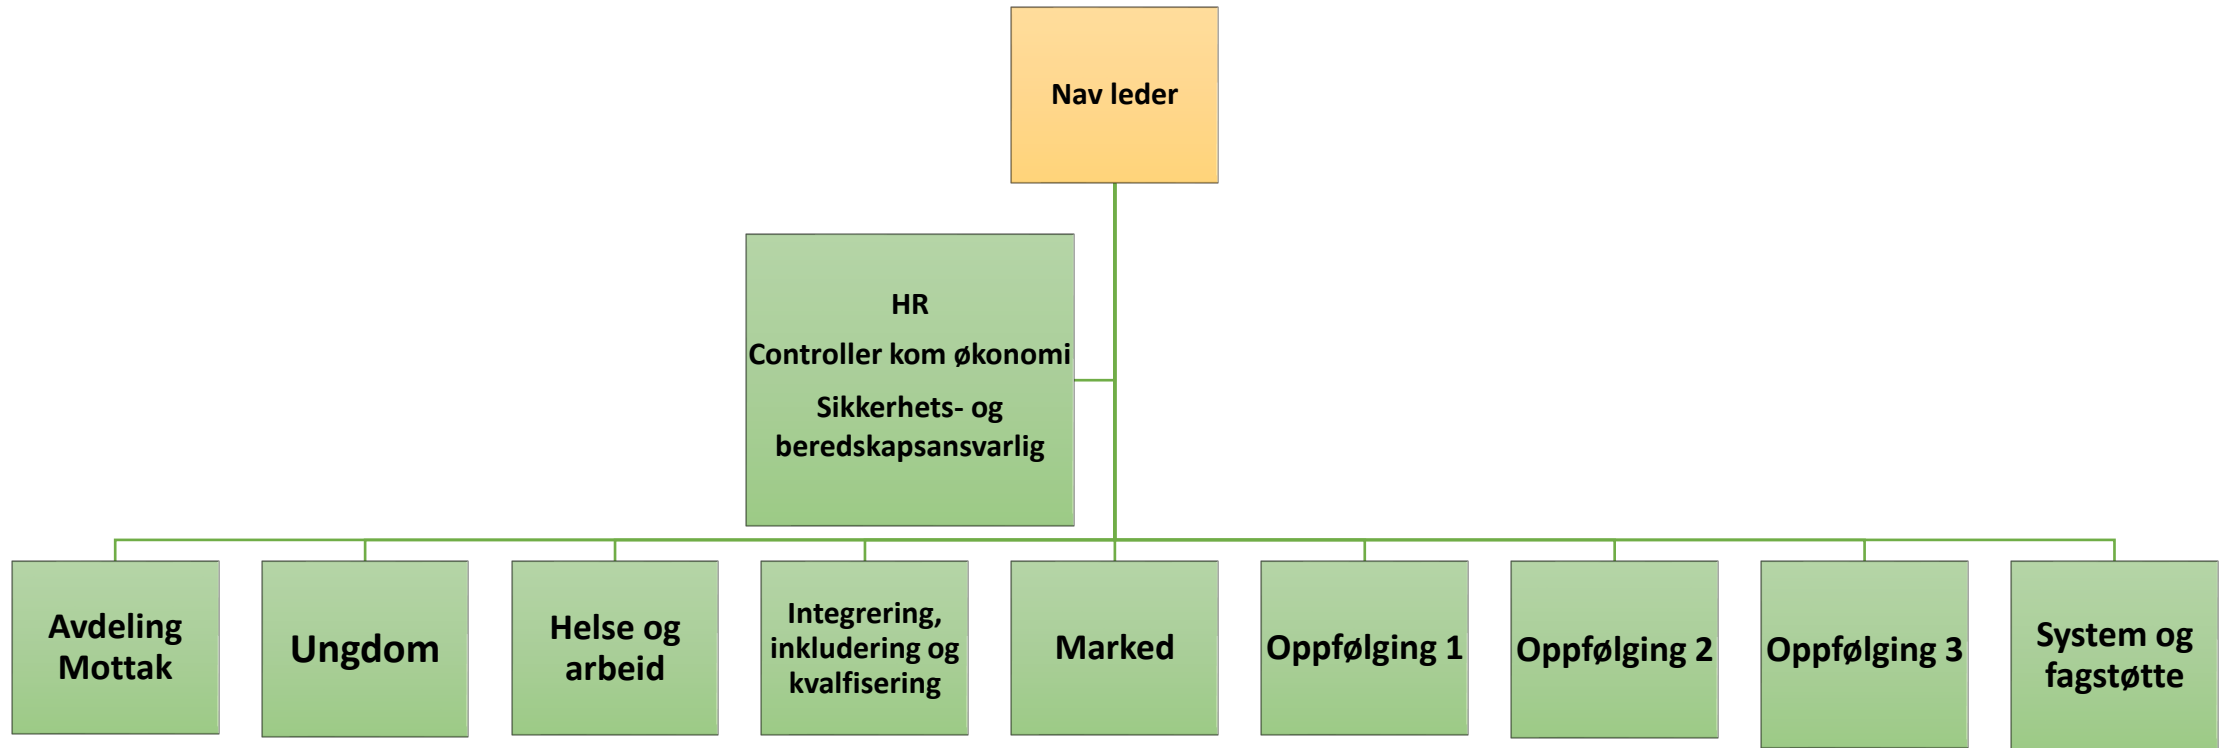 Nav leder
HR
Controller kom økonomi
Sikkerhets- og
beredskapsansvarlig
Avdeling
Mottak
Ungdom
Helse og
arbeid
Integrering,
inkludering og
kvalfisering
Marked
Oppfølging 1
Oppfølging 2
Oppfølging 3
System og
fagstøtte